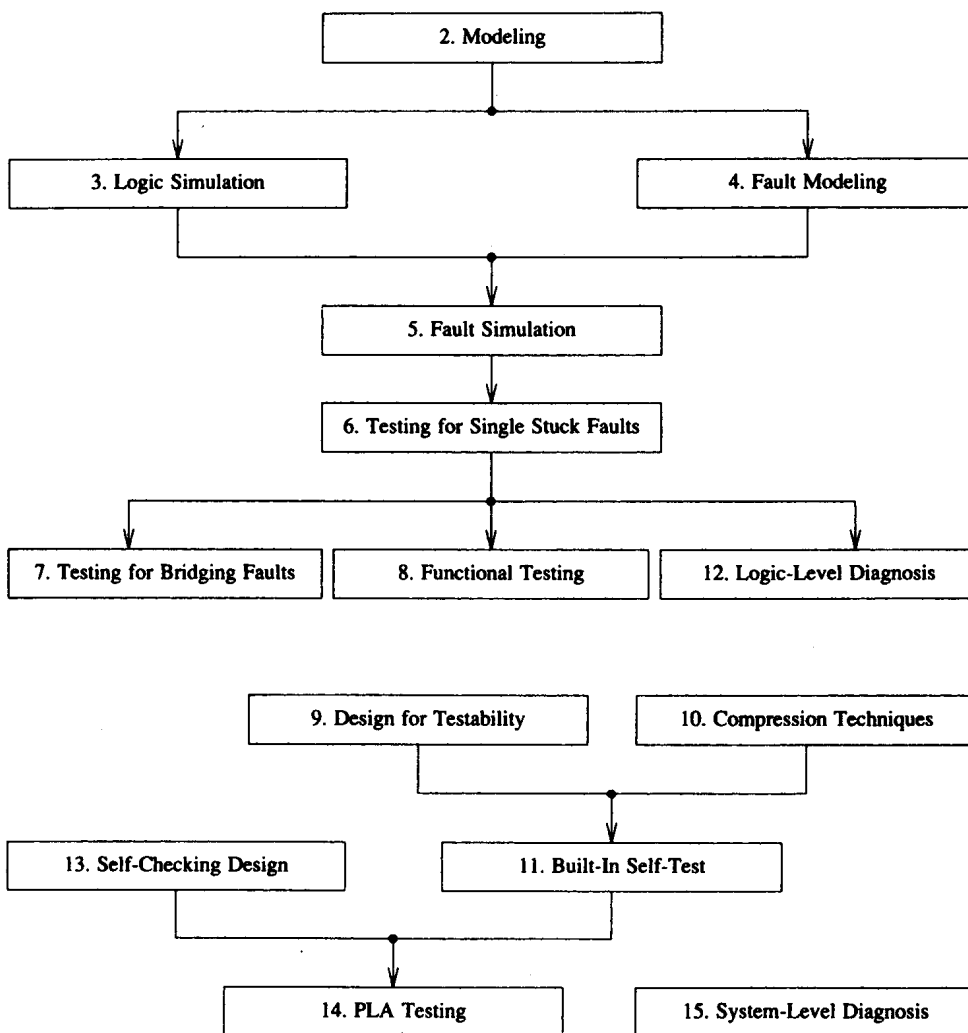 2. Modeling
3. Logic Simulation
4. Fault Modeling
5. Fault Simulation
6. Testing for Single Stuck Faults
7. Testing for Bridging Faults
8. Functional Testing
12. Logic-Level Diagnosis
9. Design for Testability
10. Compression Techniques
13. Self-Checking Design
11. Built-In Self-Test
14. PLA Testing
15. System-Level Diagnosis